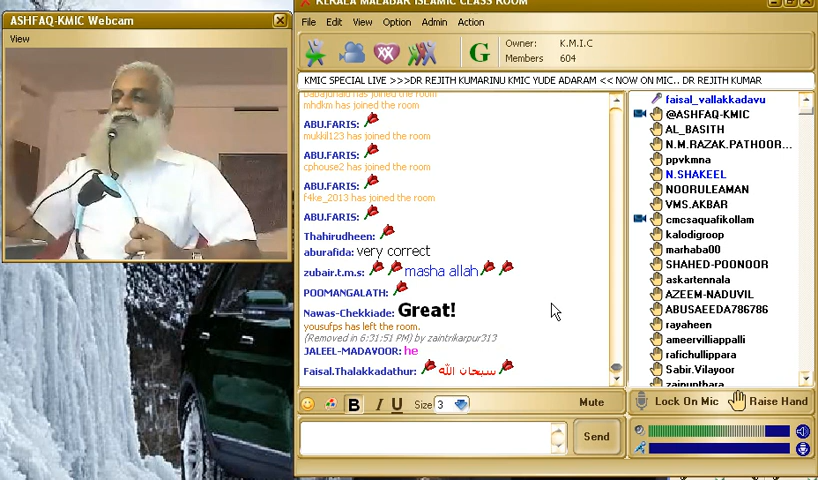 ASHFAQ-KMIC Webcam
View
KERALA MALABAR ISLAMIC CLASS ROOM
File Edit View Option Admin Action
G
Owner: K.M.I.C
Members 604
KMIC SPECIAL LIVE >>>DR REJITH KUMARINU KMIC YUDE ADARAM << NOW ON MIC.. DR REJITH KUMAR
babajunaid has joined the room
mhdkm has joined the room
ABU.FARIS:
mukkil123 has joined the room
ABU.FARIS:
cphouse2 has joined the room
ABU.FARIS:
f4ke_2013 has joined the room
ABU.FARIS:
Thahirudheen:
aburafida: very correct
zubair.t.m.s: masha allah
POOMANGALATH:
Nawas-Chekkiade: Great!
yousufps has left the room.
(Removed in 6:31:51 PM) by zaintrikarpur313
JALEEL-MADAVOOR: he
Faisal.Thalakkadathur: سبحان الله
faisal_vallakkadavu
@ASHFAQ-KMIC
AL_BASITH
N.M.RAZAK.PATHOOR...
ppvkmna
N.SHAKEEL
NOORULEAMAN
VMS.AKBAR
cmcsaquafikollam
kalodigroop
marhaba00
SHAHED-POONOOR
askartennala
AZEEM-NADUVIL
ABUSAEEDA786786
rayaheen
ameervilliappalli
rafichullippara
Sabir.Vilayoor
zainunthara
B I U Size 3 Mute
Lock On Mic Raise Hand
Send